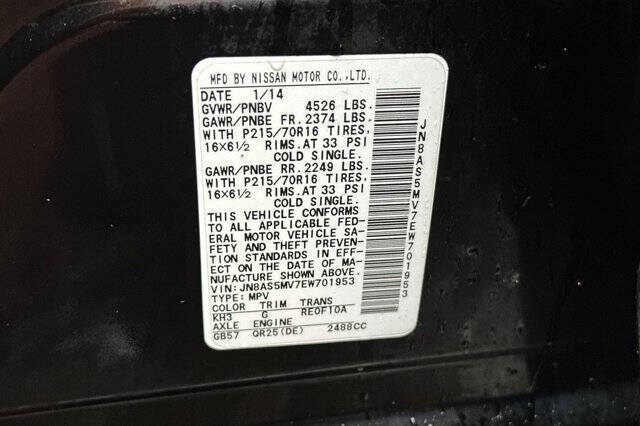 MFD BY NISSAN MOTOR CO.,LTD.
DATE 1/14
GVWR/PNBV 4526 LBS.
GAWR/PNBE FR. 2374 LBS.
WITH P215/70R16 TIRES,
16X6½ RIMS.AT 33 PSI
COLD SINGLE.
GAWR/PNBE RR. 2249 LBS.
WITH P215/70R16 TIRES,
16X6½ RIMS.AT 33 PSI
COLD SINGLE.
THIS VEHICLE CONFORMS
TO ALL APPLICABLE FED-
ERAL MOTOR VEHICLE SA-
FETY AND THEFT PREVEN-
TION STANDARDS IN EFF-
ECT ON THE DATE OF MA-
NUFACTURE SHOWN ABOVE.
VIN: JN8AS5MV7EW701953
TYPE: MPV
COLOR TRIM TRANS
KH3 G RE0F10A
AXLE ENGINE
GB57 QR25(DE) 2488CC
JN8AS5MV7EW701953